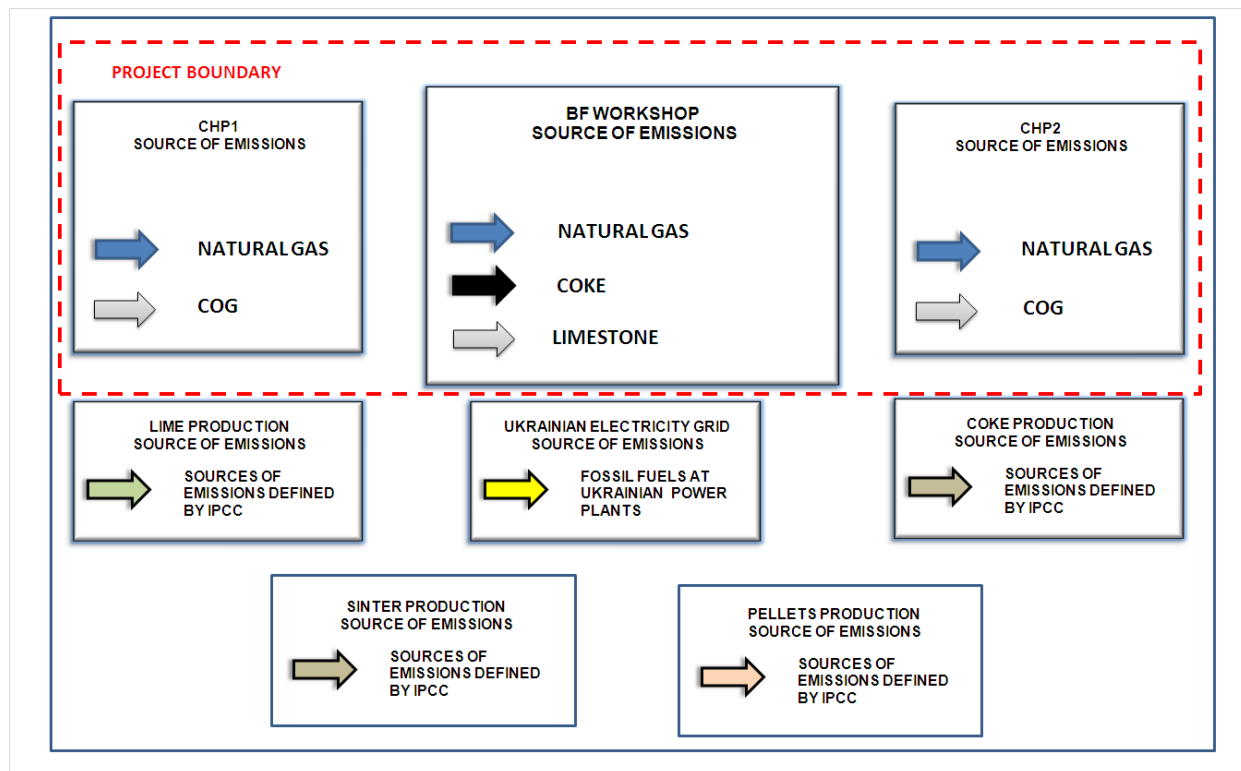 PROJECT BOUNDARY
CHP1
SOURCE OF EMISSIONS
NATURAL GAS
COG
BF WORKSHOP
SOURCE OF EMISSIONS
NATURAL GAS
COKE
LIMESTONE
CHP2
SOURCE OF EMISSIONS
NATURAL GAS
COG
LIME PRODUCTION
SOURCE OF EMISSIONS
SOURCES OF
EMISSIONS DEFINED
BY IPCC
UKRAINIAN ELECTRICITY GRID
SOURCE OF EMISSIONS
FOSSIL FUELS AT
UKRAINIAN POWER
PLANTS
COKE PRODUCTION
SOURCE OF EMISSIONS
SOURCES OF
EMISSIONS DEFINED
BY IPCC
SINTER PRODUCTION
SOURCE OF EMISSIONS
SOURCES OF
EMISSIONS DEFINED
BY IPCC
PELLETS PRODUCTION
SOURCE OF EMISSIONS
SOURCES OF
EMISSIONS DEFINED
BY IPCC